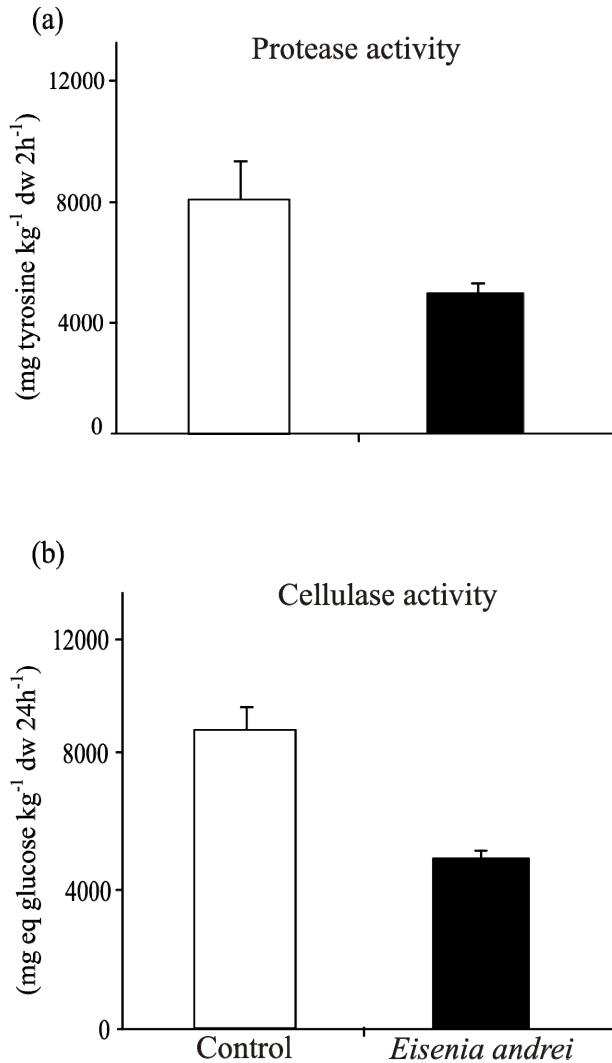 (a)
Protease activity
(mg tyrosine kg⁻¹ dw 2h⁻¹)
12000
8000
4000
0
(b)
Cellulase activity
(mg eq glucose kg⁻¹ dw 24h⁻¹)
12000
8000
4000
0
Control
Eisenia andrei